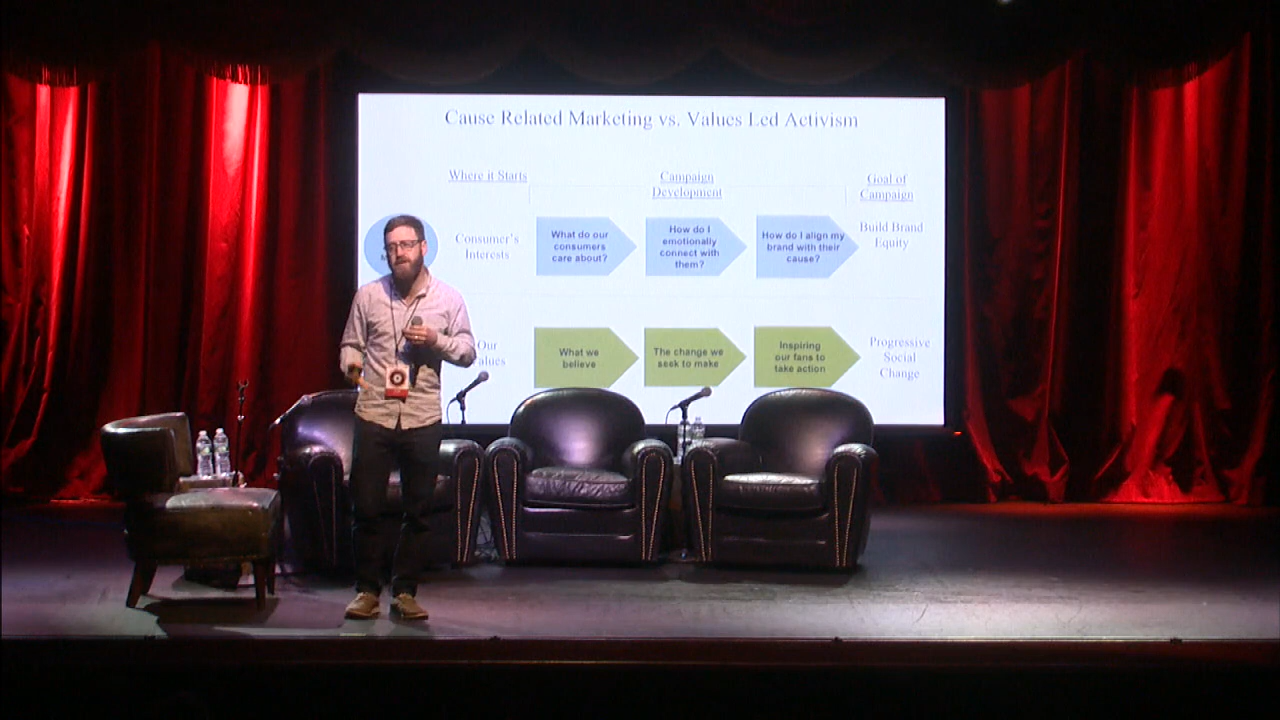 Cause Related Marketing vs. Values Led Activism
Where it Starts
Campaign
Development
Goal of
Campaign
Consumer's
Interests
What do our
consumers
care about?
How do I
emotionally
connect with
them?
How do I align my
brand with their
cause?
Build Brand
Equity
Our
What we
believe
The change we
seek to make
Inspiring
our fans to
take action
Progressive
Social
Change